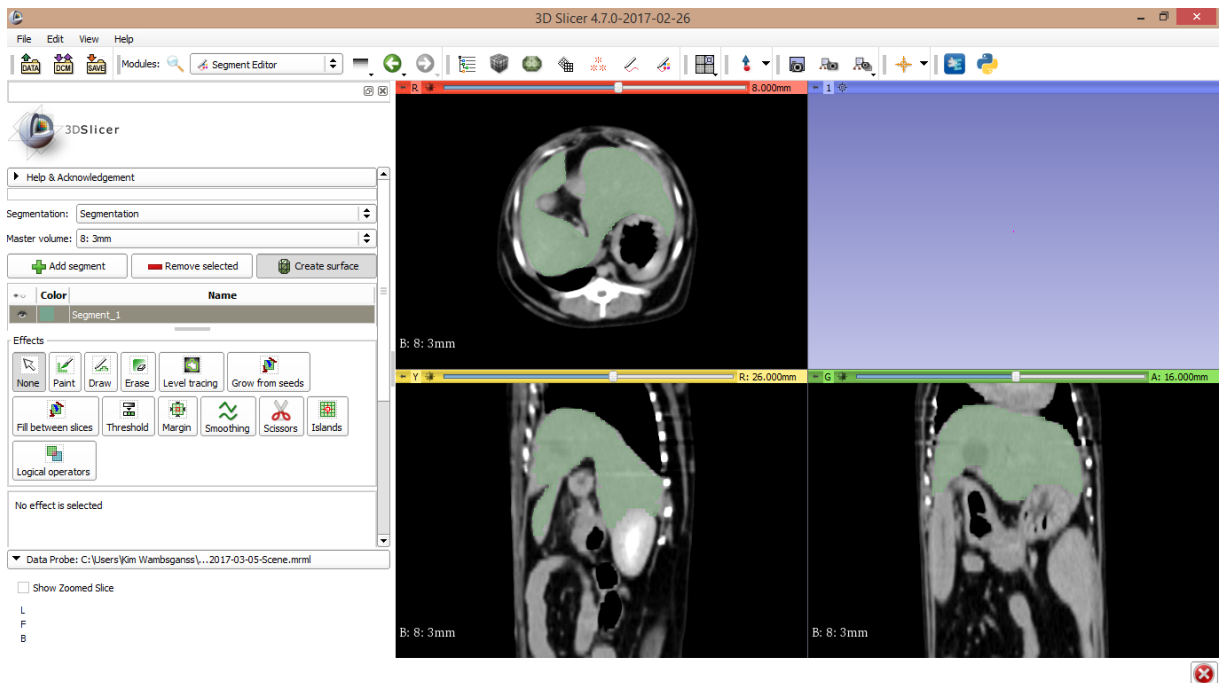 3D Slicer 4.7.0-2017-02-26
File Edit View Help
DATA DCM SAVE Modules: Segment Editor
R 8.000mm 1
3DSlicer
Help & Acknowledgement
Segmentation: Segmentation
Master volume: 8: 3mm
Add segment Remove selected Create surface
Color Name
Segment_1
Effects
None Paint Draw Erase Level tracing Grow from seeds
Fill between slices Threshold Margin Smoothing Scissors Islands
Logical operators
No effect is selected
Data Probe: C:\Users\Kim Wambsganss\...2017-03-05-Scene.mrml
Show Zoomed Slice
L
F
B
B: 8: 3mm
Y R: 26.000mm G A: 16.000mm
B: 8: 3mm B: 8: 3mm